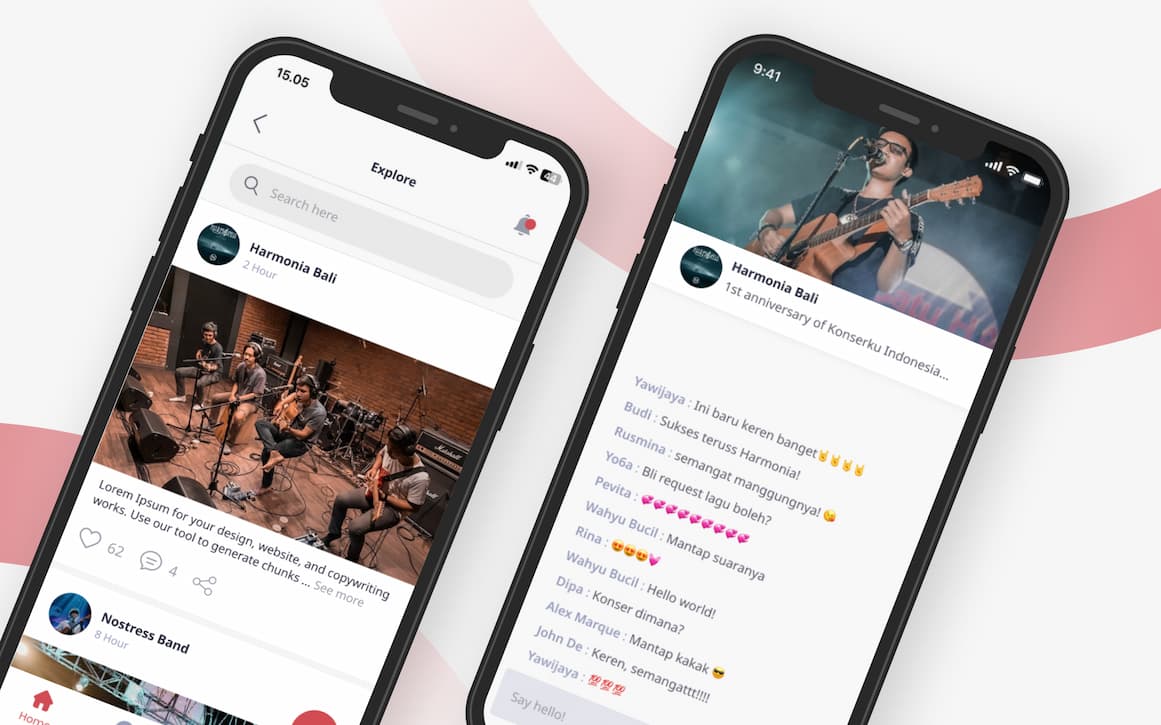 15.05
44
Explore
Search here
Harmonia Bali
2 Hour
Marshall
Lorem Ipsum for your design, website, and copywriting
works. Use our tool to generate chunks ... See more
62
4
Nostress Band
8 Hour
Home
9:41
Harmonia Bali
1st anniversary of Konserku Indonesia...
Yawijaya : Ini baru keren banget🤘🤘🤘🤘
Budi : Sukses teruss Harmonia!
Rusmina : semangat manggungnya! 😘
Yo6a : Bli request lagu boleh?
Pevita : 💞💞💞💞💞💞💞💞💞
Wahyu Bucil : Mantap suaranya
Rina : 😍😍😍💓
Wahyu Bucil : Hello world!
Dipa : Konser dimana?
Alex Marque : Mantap kakak 😎
John De : Keren, semangattt!!!!
Yawijaya : 💯💯💯
Say hello!